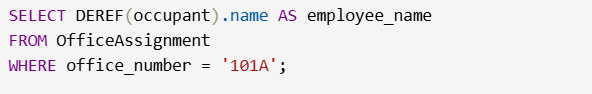 SELECT DEREF(occupant).name AS employee_name
FROM OfficeAssignment
WHERE office_number = '101A';